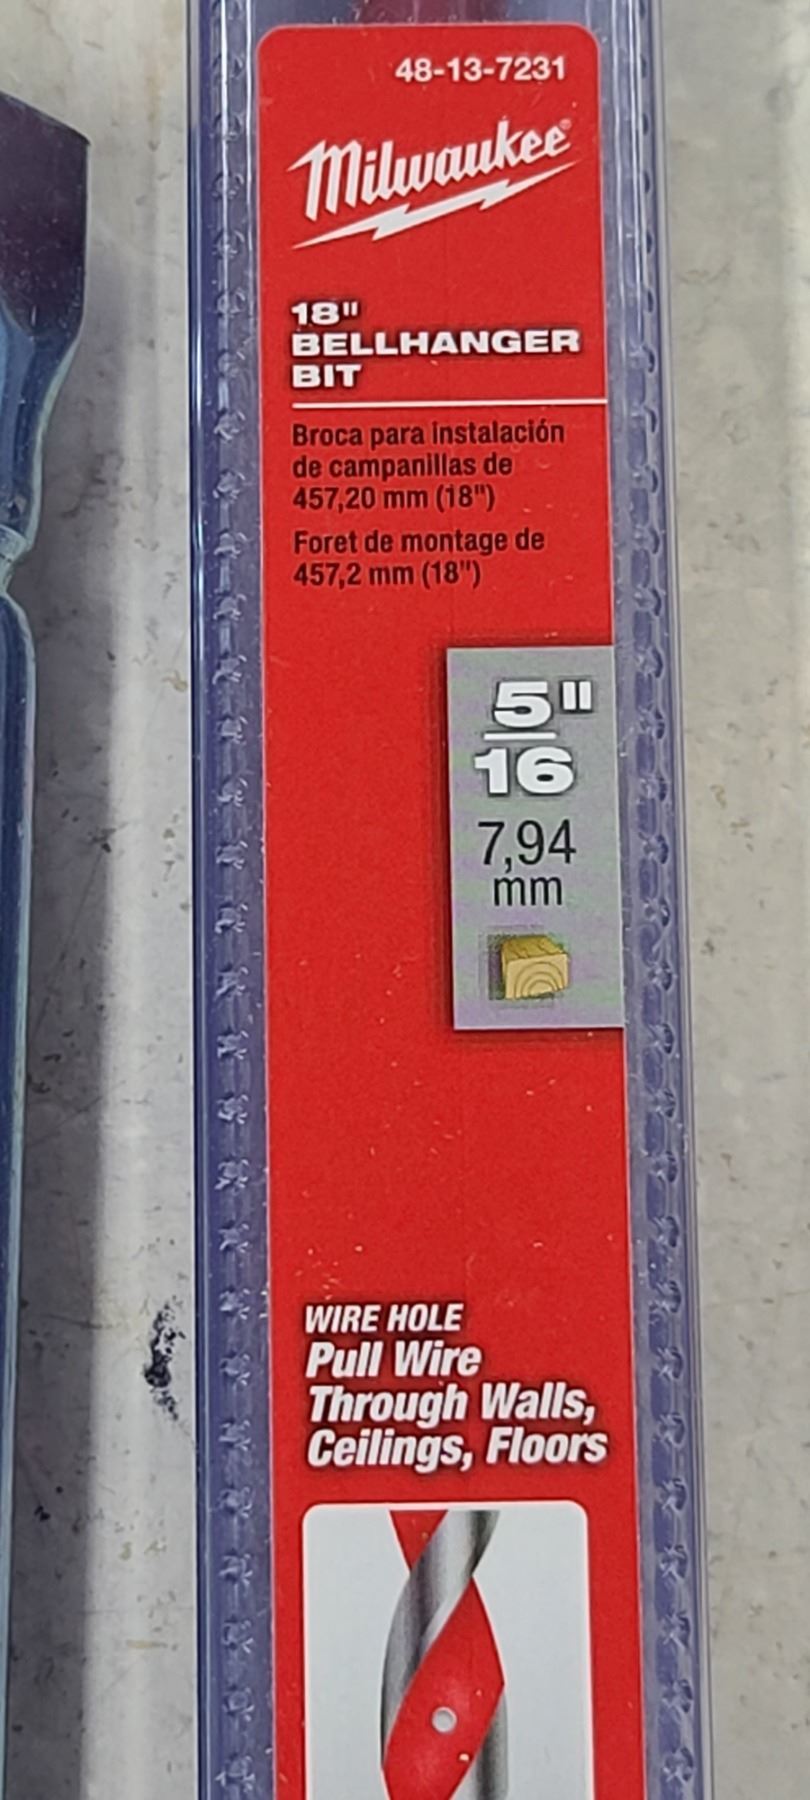 48-13-7231
Milwaukee®
18"
BELLHANGER
BIT
Broca para instalación
de campanillas de
457,20 mm (18")
Foret de montage de
457,2 mm (18")
5"
16
7,94
mm
WIRE HOLE
Pull Wire
Through Walls,
Ceilings, Floors